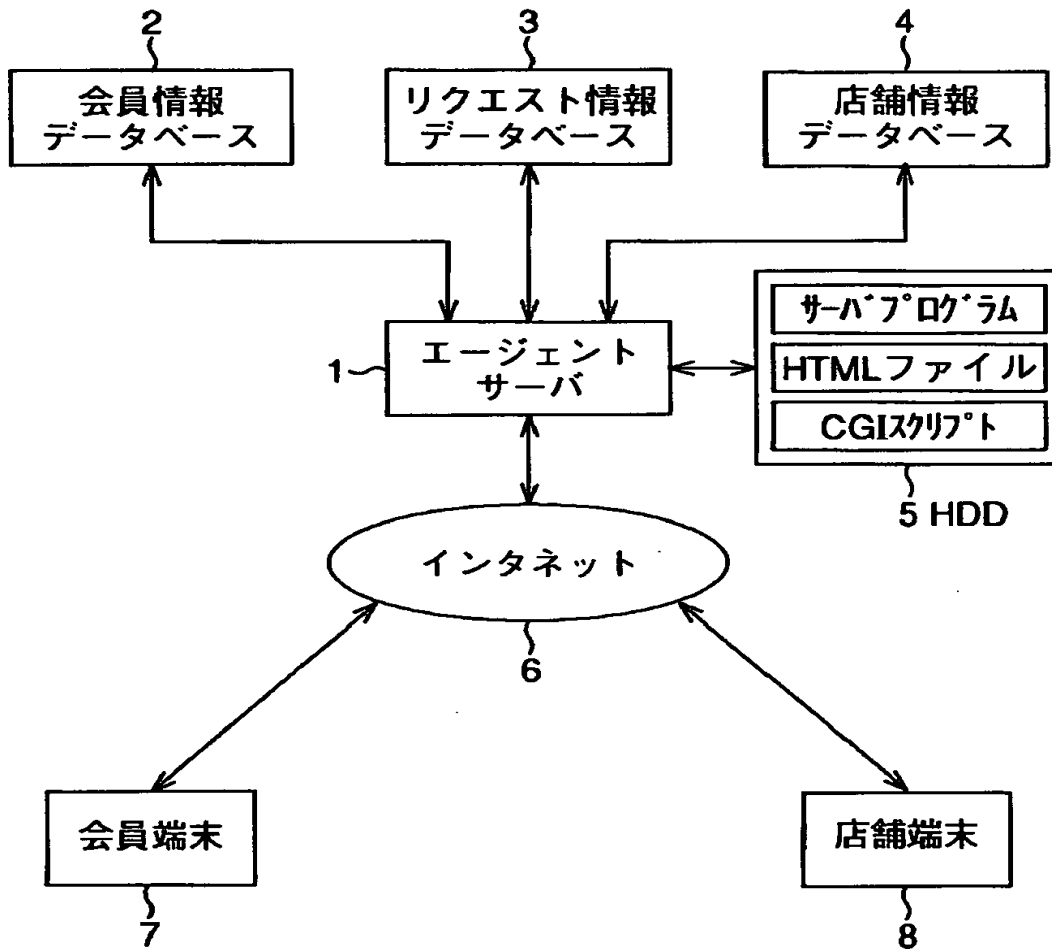 2
3
4
会員情報
データベース
リクエスト情報
データベース
店舗情報
データベース
1
エージェント
サーバ
ｻｰﾊﾞﾌﾟﾛｸﾞﾗﾑ
HTMLファイル
CGIｽｸﾘﾌﾟﾄ
5 HDD
インタネット
6
会員端末
店舗端末
7
8